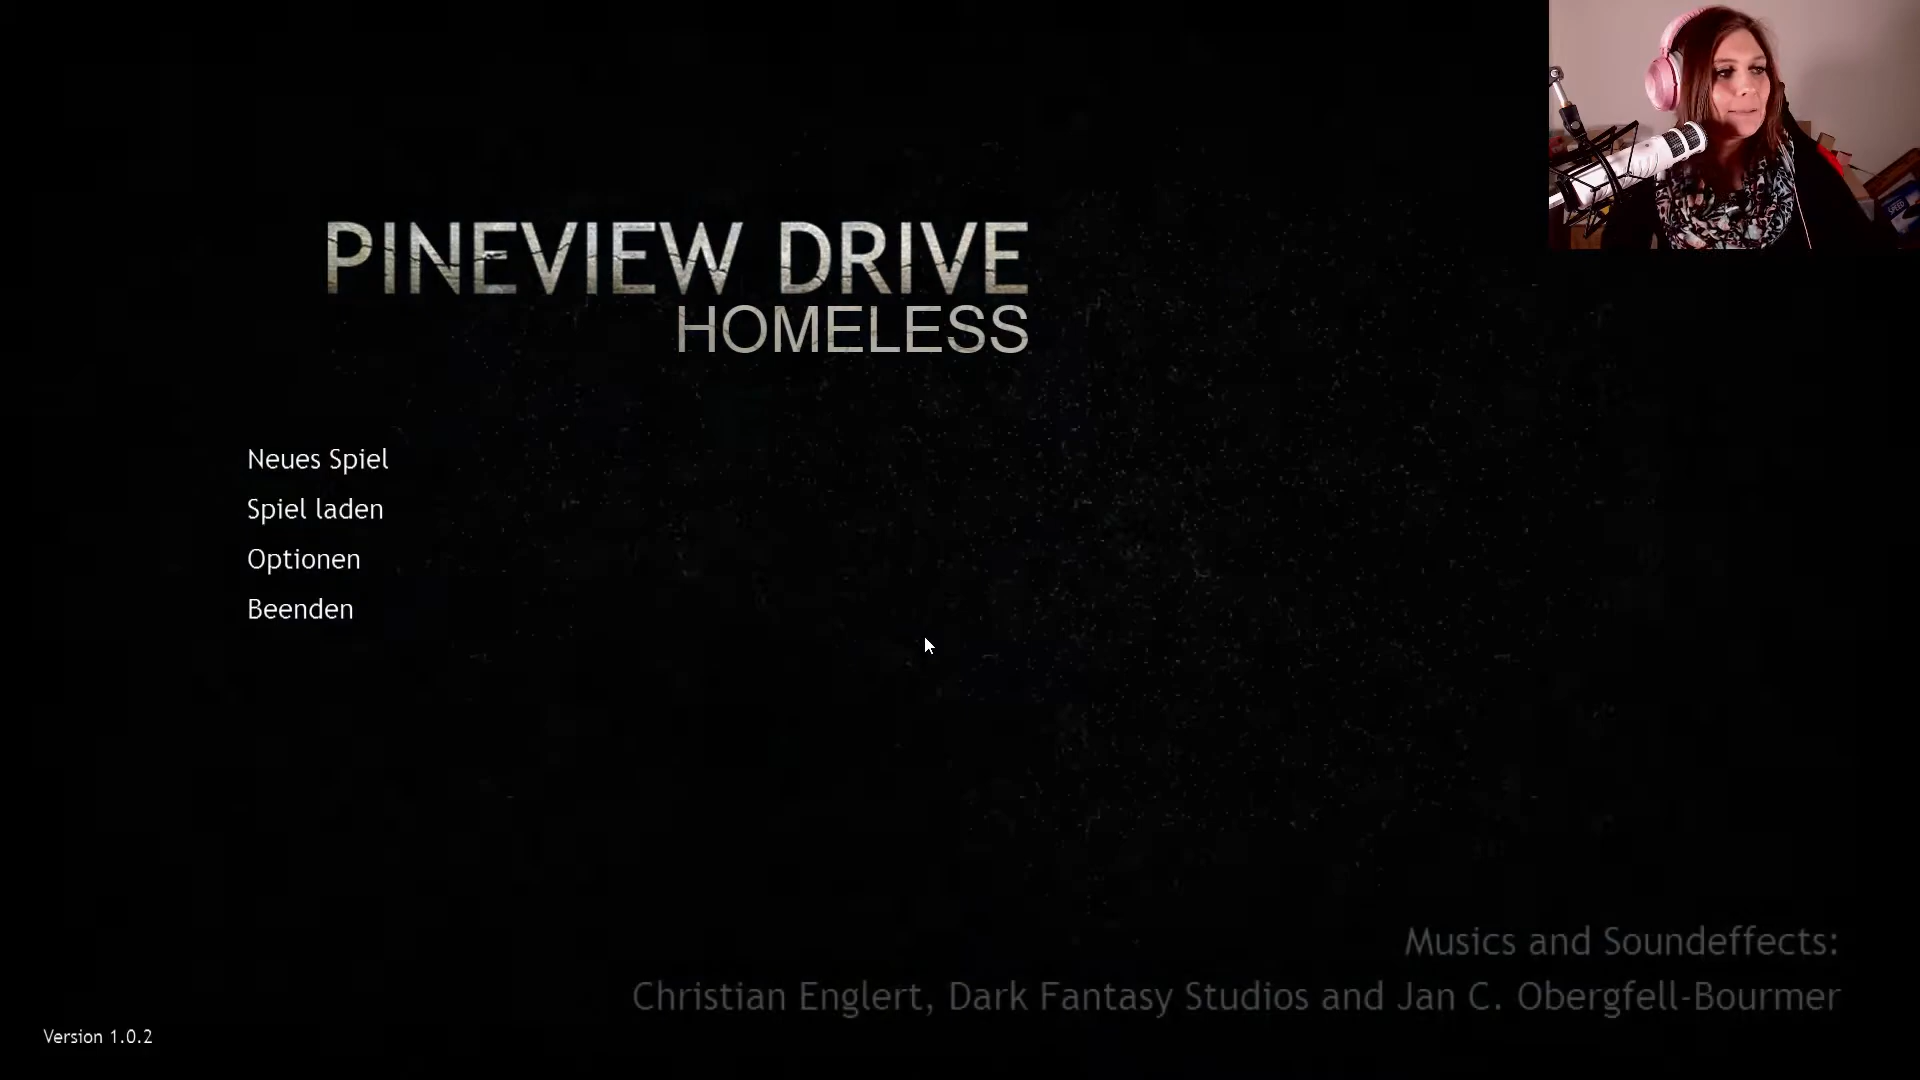 PINEVIEW DRIVE
HOMELESS
Neues Spiel
Spiel laden
Optionen
Beenden
Musics and Soundeffects:
Christian Englert, Dark Fantasy Studios and Jan C. Obergfell-Bourmer
Version 1.0.2